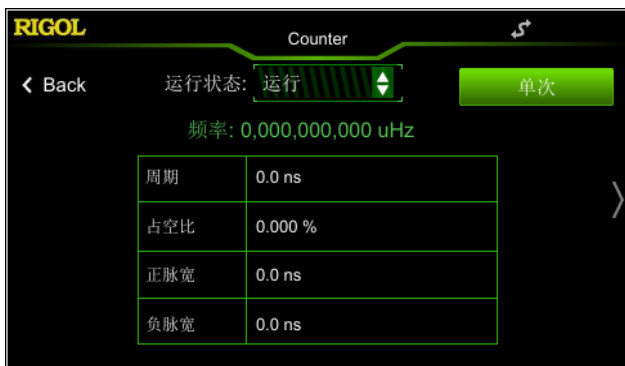 RIGOL
Counter
Back
运行状态: 运行
单次
频率: 0,000,000,000 uHz
周期 0.0 ns
占空比 0.000 %
正脉宽 0.0 ns
负脉宽 0.0 ns